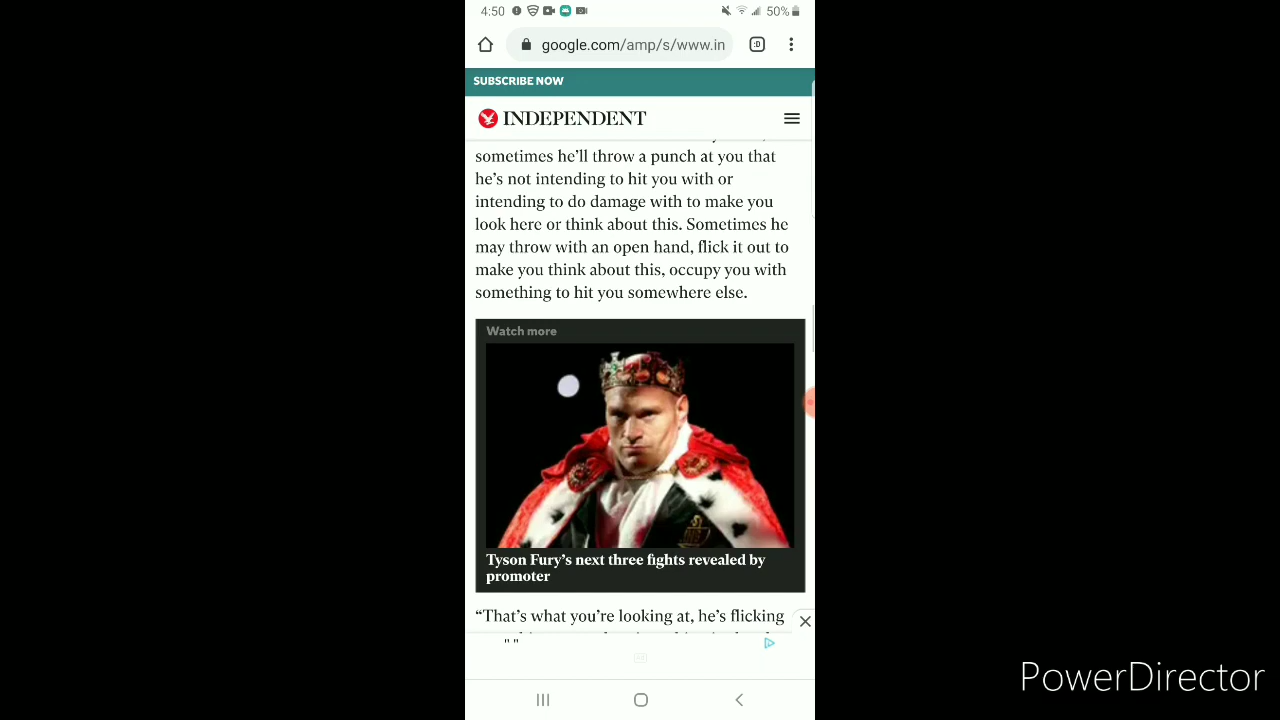 4:50
50%
google.com/amp/s/www.in
:D
SUBSCRIBE NOW
INDEPENDENT
sometimes he'll throw a punch at you that
he's not intending to hit you with or
intending to do damage with to make you
look here or think about this. Sometimes he
may throw with an open hand, flick it out to
make you think about this, occupy you with
something to hit you somewhere else.
Watch more
Tyson Fury's next three fights revealed by
promoter
“That's what you're looking at, he's flicking
" "
PowerDirector